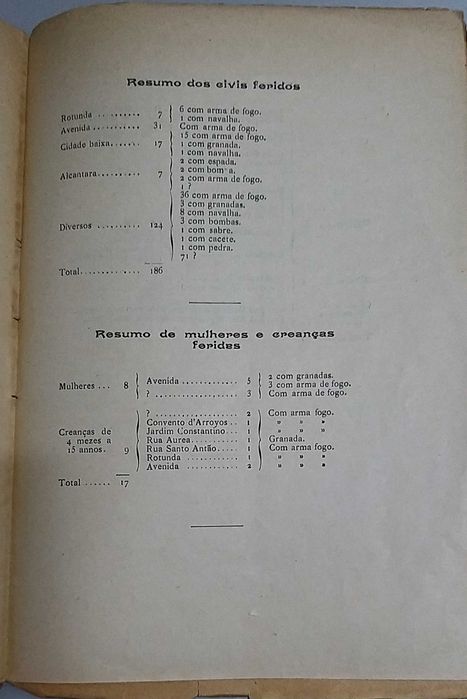 Resumo dos civis feridos
Rotunda .......... 7 6 com arma de fogo.
1 com navalha.
Avenida .......... 31 Com arma de fogo.
Cidade baixa....... 17 15 com arma de fogo.
1 com granada.
1 com navalha.
Alcantara......... 7 2 com espada.
2 com bomba.
2 com arma de fogo.
1 ?
Diversos .......... 124 36 com arma de fogo.
3 com granadas.
8 com navalha.
3 com bombas.
1 com sabre.
1 com cacete.
1 com pedra.
71 ?
Total............. 186
Resumo de mulheres e creanças
feridas
Mulheres ... 8 Avenida ............ 5 2 com granadas.
3 com arma de fogo.
? .................. 3 Com arma de fogo.
Creanças de
4 mezes a
15 annos. 9
? .................. 2 Com arma fogo.
Convento d'Arroyos .. 1 » » »
Jardim Constantino .. 1 » » »
Rua Aurea.......... 1 Granada.
Rua Santo Antão..... 1 Com arma fogo.
Rotunda ........... 1 » » »
Avenida ............ 2 » » »
Total ...... 17